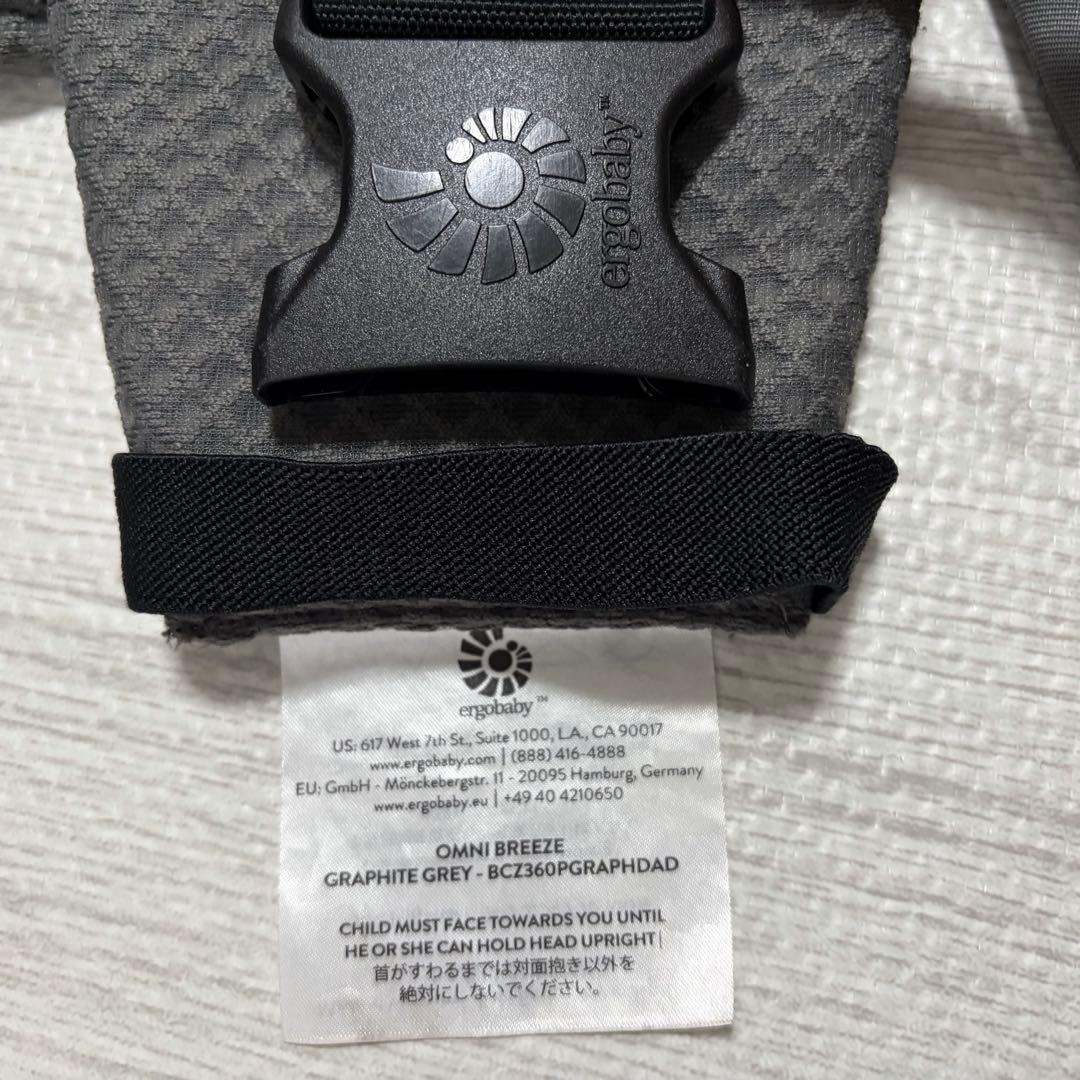 ergobaby™
ergobaby™
US: 617 West 7th St., Suite 1000, L.A., CA 90017
www.ergobaby.com | (888) 416-4888
EU: GmbH - Mönckebergstr. 11 - 20095 Hamburg, Germany
www.ergobaby.eu | +49 40 4210650
OMNI BREEZE
GRAPHITE GREY - BCZ360PGRAPHDAD
CHILD MUST FACE TOWARDS YOU UNTIL
HE OR SHE CAN HOLD HEAD UPRIGHT|
首がすわるまでは対面抱き以外を
絶対にしないでください。